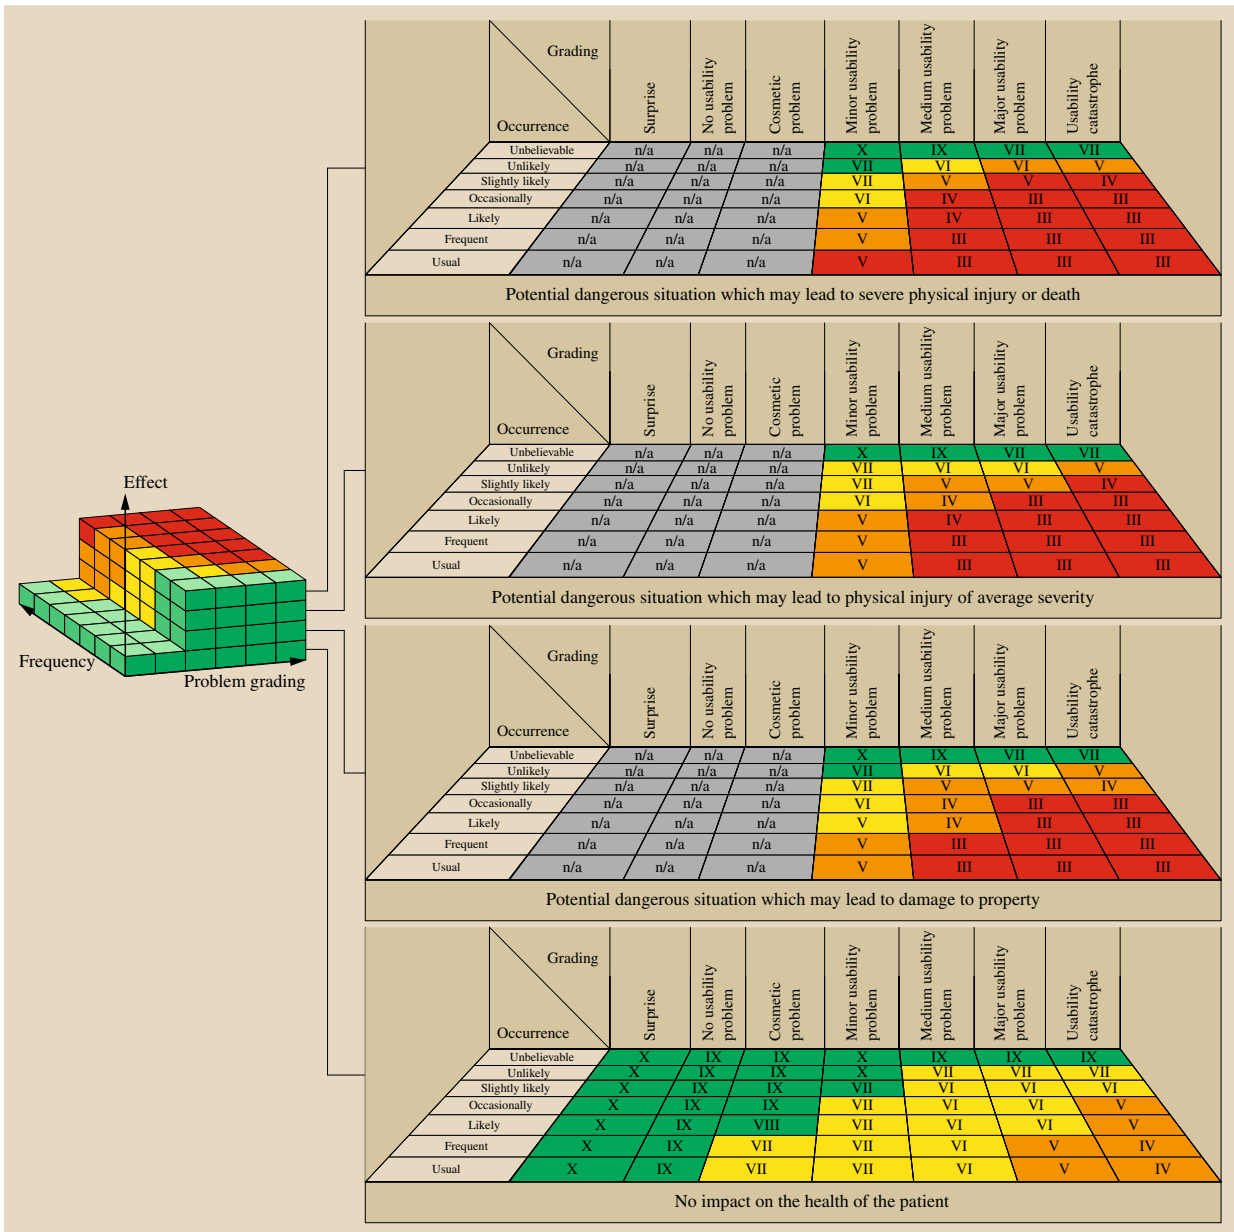 Grading
Occurrence
Surprise
No usability
problem
Cosmetic
problem
Minor usability
problem
Medium usability
problem
Major usability
problem
Usability
catastrophe
Unbelievable n/a n/a n/a X IX VII VII
Unlikely n/a n/a n/a VII VI VI V
Slightly likely n/a n/a n/a VII V V IV
Occasionally n/a n/a n/a VI IV III III
Likely n/a n/a n/a V IV III III
Frequent n/a n/a n/a V III III III
Usual n/a n/a n/a V III III III
Potential dangerous situation which may lead to severe physical injury or death
Grading
Occurrence
Surprise
No usability
problem
Cosmetic
problem
Minor usability
problem
Medium usability
problem
Major usability
problem
Usability
catastrophe
Unbelievable n/a n/a n/a X IX VII VII
Unlikely n/a n/a n/a VII VI VI V
Slightly likely n/a n/a n/a VII V V IV
Occasionally n/a n/a n/a VI IV III III
Likely n/a n/a n/a V IV III III
Frequent n/a n/a n/a V III III III
Usual n/a n/a n/a V III III III
Potential dangerous situation which may lead to physical injury of average severity
Effect
Frequency
Problem grading
Grading
Occurrence
Surprise
No usability
problem
Cosmetic
problem
Minor usability
problem
Medium usability
problem
Major usability
problem
Usability
catastrophe
Unbelievable n/a n/a n/a X IX VII VII
Unlikely n/a n/a n/a VII VI VI V
Slightly likely n/a n/a n/a VII V V IV
Occasionally n/a n/a n/a VI IV III III
Likely n/a n/a n/a V IV III III
Frequent n/a n/a n/a V III III III
Usual n/a n/a n/a V III III III
Potential dangerous situation which may lead to damage to property
Grading
Occurrence
Surprise
No usability
problem
Cosmetic
problem
Minor usability
problem
Medium usability
problem
Major usability
problem
Usability
catastrophe
Unbelievable X IX IX X IX IX IX
Unlikely X IX IX X VII VII VII
Slightly likely X IX IX VII VI VI VI
Occasionally X IX IX VII VI VI V
Likely X IX VIII VII VI VI V
Frequent X IX VII VII VI V IV
Usual X IX VII VII VI V IV
No impact on the health of the patient